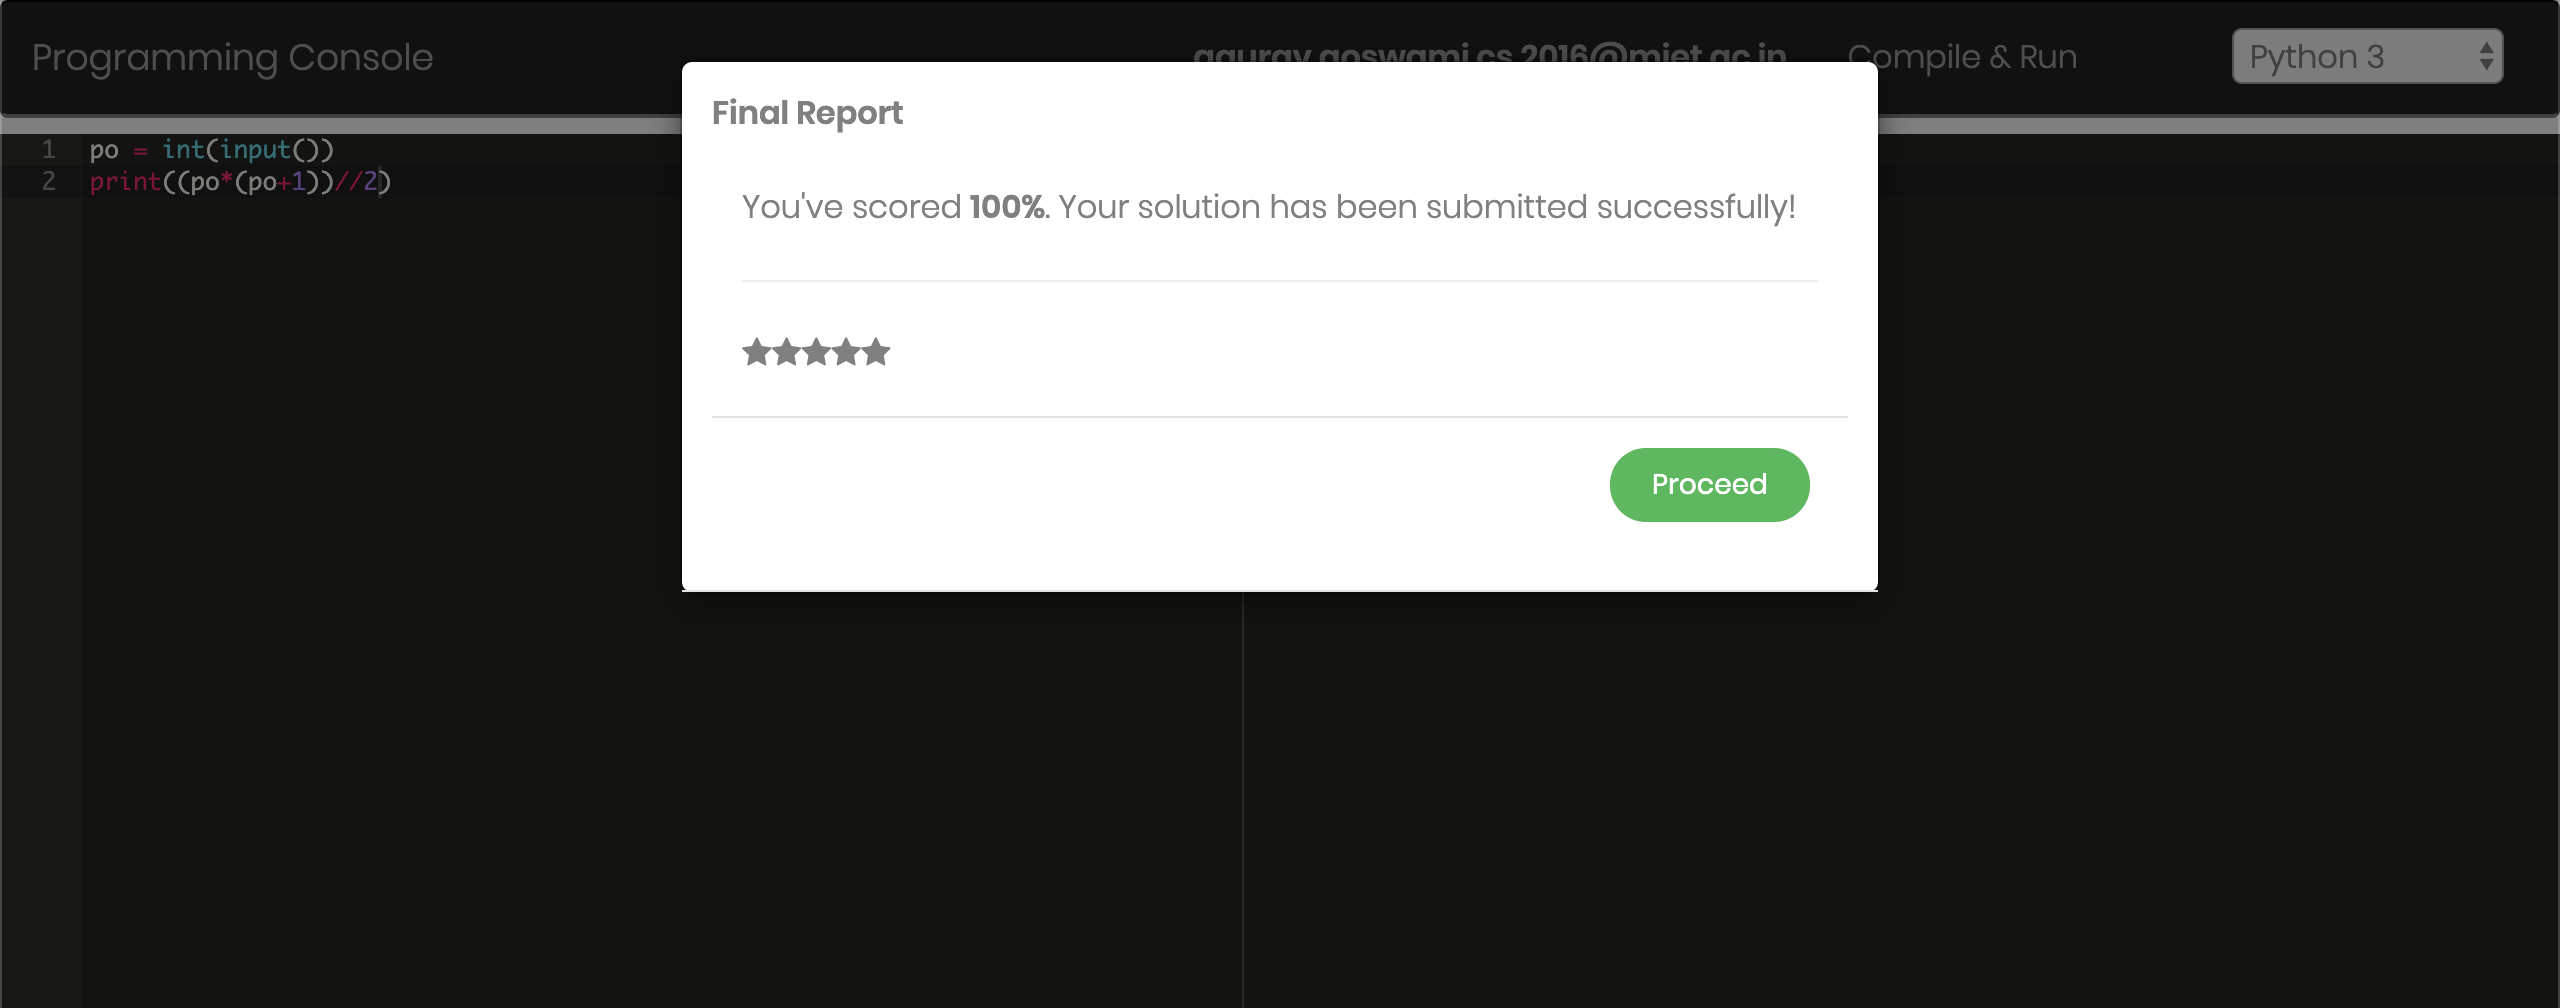 Programming Console
gaurav.goswami.cs.2016@miet.ac.in
Compile & Run
Python 3
1 po = int(input())
2 print((po*(po+1))//2)
Final Report
You've scored 100%. Your solution has been submitted successfully!
Proceed